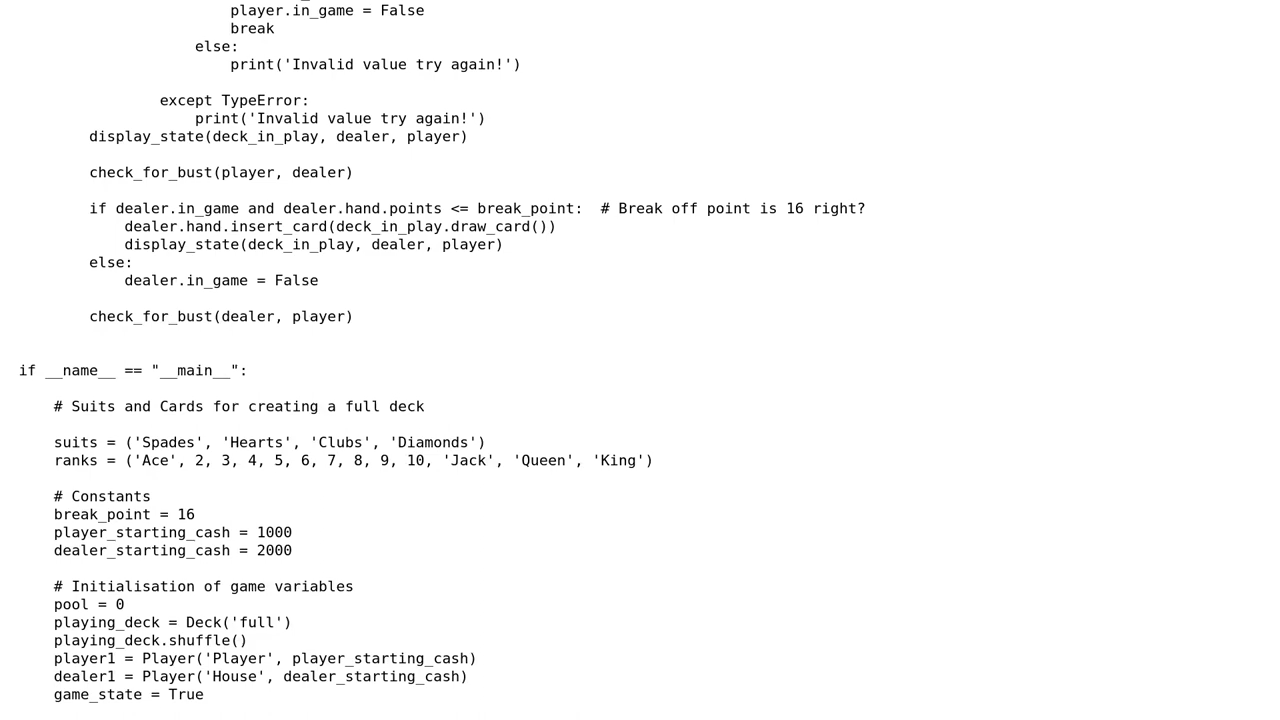 player.in_game = False
break
else:
print('Invalid value try again!')
except TypeError:
print('Invalid value try again!')
display_state(deck_in_play, dealer, player)
check_for_bust(player, dealer)
if dealer.in_game and dealer.hand.points <= break_point:  # Break off point is 16 right?
dealer.hand.insert_card(deck_in_play.draw_card())
display_state(deck_in_play, dealer, player)
else:
dealer.in_game = False
check_for_bust(dealer, player)
if __name__ == "__main__":
# Suits and Cards for creating a full deck
suits = ('Spades', 'Hearts', 'Clubs', 'Diamonds')
ranks = ('Ace', 2, 3, 4, 5, 6, 7, 8, 9, 10, 'Jack', 'Queen', 'King')
# Constants
break_point = 16
player_starting_cash = 1000
dealer_starting_cash = 2000
# Initialisation of game variables
pool = 0
playing_deck = Deck('full')
playing_deck.shuffle()
player1 = Player('Player', player_starting_cash)
dealer1 = Player('House', dealer_starting_cash)
game_state = True